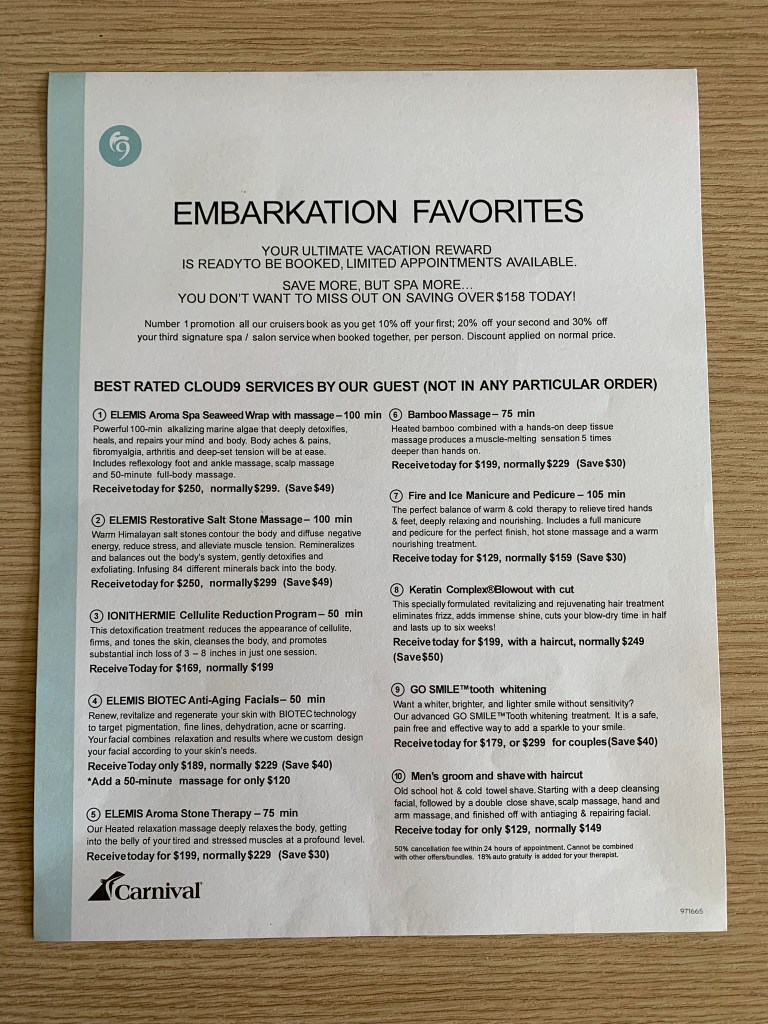 EMBARKATION FAVORITES
YOUR ULTIMATE VACATION REWARD
IS READY TO BE BOOKED, LIMITED APPOINTMENTS AVAILABLE.
SAVE MORE, BUT SPA MORE...
YOU DON'T WANT TO MISS OUT ON SAVING OVER $158 TODAY!
Number 1 promotion all our cruisers book as you get 10% off your first; 20% off your second and 30% off
your third signature spa / salon service when booked together, per person. Discount applied on normal price.
BEST RATED CLOUD9 SERVICES BY OUR GUEST (NOT IN ANY PARTICULAR ORDER)
1 ELEMIS Aroma Spa Seaweed Wrap with massage – 100 min
Powerful 100-min alkalizing marine algae that deeply detoxifies,
heals, and repairs your mind and body. Body aches & pains,
fibromyalgia, arthritis and deep-set tension will be at ease.
Includes reflexology foot and ankle massage, scalp massage
and 50-minute full-body massage.
Receive today for $250, normally $299. (Save $49)
2 ELEMIS Restorative Salt Stone Massage – 100 min
Warm Himalayan salt stones contour the body and diffuse negative
energy, reduce stress, and alleviate muscle tension. Remineralizes
and balances out the body's system, gently detoxifies and
exfoliating. Infusing 84 different minerals back into the body.
Receive today for $250, normally $299 (Save $49)
3 IONITHERMIE Cellulite Reduction Program – 50 min
This detoxification treatment reduces the appearance of cellulite,
firms, and tones the skin, cleanses the body, and promotes
substantial inch loss of 3 – 8 inches in just one session.
Receive Today for $169, normally $199
4 ELEMIS BIOTEC Anti-Aging Facials – 50 min
Renew, revitalize and regenerate your skin with BIOTEC technology
to target pigmentation, fine lines, dehydration, acne or scarring.
Your facial combines relaxation and results where we custom design
your facial according to your skin's needs.
Receive Today only $189, normally $229 (Save $40)
*Add a 50-minute massage for only $120
5 ELEMIS Aroma Stone Therapy – 75 min
Our Heated relaxation massage deeply relaxes the body, getting
into the belly of your tired and stressed muscles at a profound level.
Receive today for $199, normally $229 (Save $30)
6 Bamboo Massage – 75 min
Heated bamboo combined with a hands-on deep tissue
massage produces a muscle-melting sensation 5 times
deeper than hands on.
Receive today for $199, normally $229 (Save $30)
7 Fire and Ice Manicure and Pedicure – 105 min
The perfect balance of warm & cold therapy to relieve tired hands
& feet, deeply relaxing and nourishing. Includes a full manicure
and pedicure for the perfect finish, hot stone massage and a warm
nourishing treatment.
Receive today for $129, normally $159 (Save $30)
8 Keratin Complex® Blowout with cut
This specially formulated revitalizing and rejuvenating hair treatment
eliminates frizz, adds immense shine, cuts your blow-dry time in half
and lasts up to six weeks!
Receive today for $199, with a haircut, normally $249
(Save $50)
9 GO SMILE™ tooth whitening
Want a whiter, brighter, and lighter smile without sensitivity?
Our advanced GO SMILE™ Tooth whitening treatment. It is a safe,
pain free and effective way to add a sparkle to your smile.
Receive today for $179, or $299 for couples (Save $40)
10 Men's groom and shave with haircut
Old school hot & cold towel shave. Starting with a deep cleansing
facial, followed by a double close shave, scalp massage, hand and
arm massage, and finished off with antiaging & repairing facial.
Receive today for only $129, normally $149
50% cancellation fee within 24 hours of appointment. Cannot be combined
with other offers/bundles. 18% auto gratuity is added for your therapist.
Carnival
971665